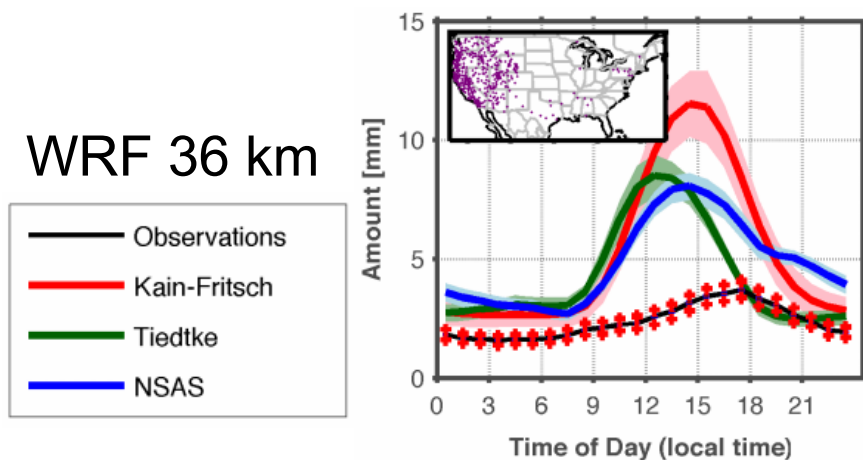 WRF 36 km
Observations
Kain-Fritsch
Tiedtke
NSAS
Amount [mm]
15
10
5
0
0 3 6 9 12 15 18 21
Time of Day (local time)